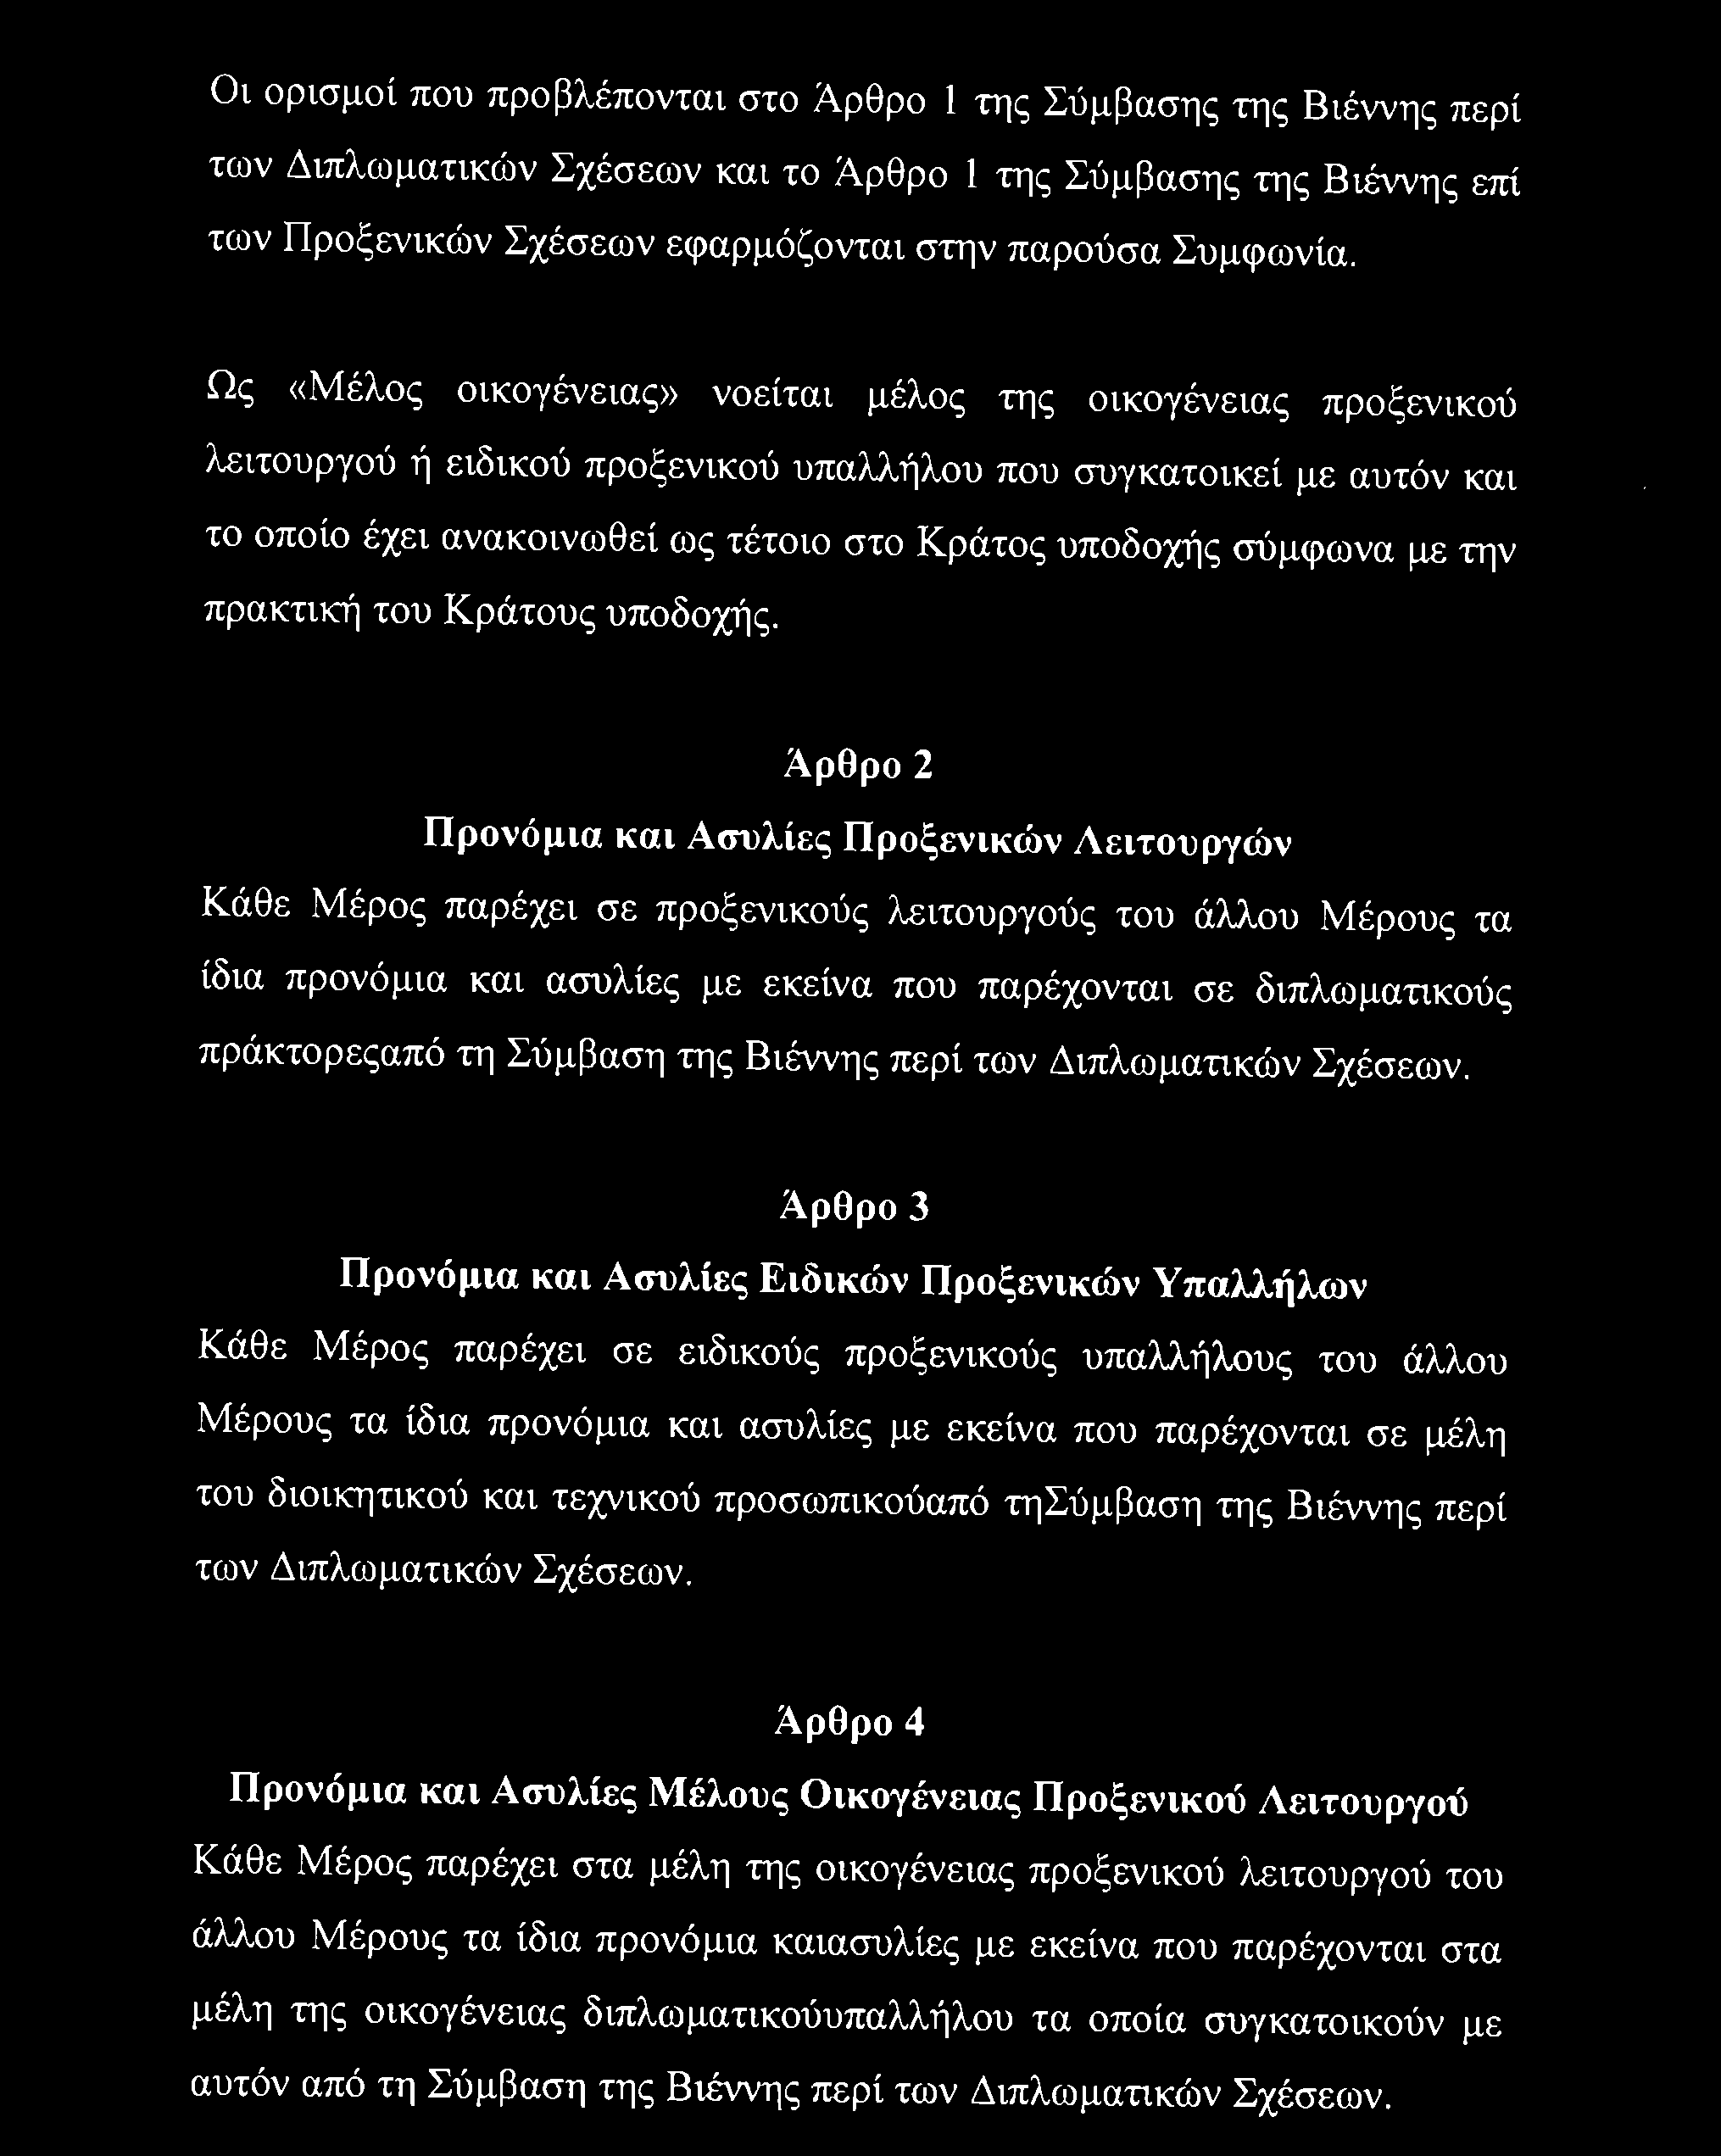 Οι ορισμοί που προβλέπονται στο Άρθρο 1 της Σύμβασης της Βιέννης περί
των Διπλωματικών Σχέσεων και το Άρθρο 1 της Σύμβασης της Βιέννης επί
των Προξενικών Σχέσεων εφαρμόζονται στην παρούσα Συμφωνία.
Ως «Μέλος οικογένειας» νοείται μέλος της οικογένειας προξενικού
λειτουργού ή ειδικού προξενικού υπαλλήλου που συγκατοικεί με αυτόν και
το οποίο έχει ανακοινωθεί ως τέτοιο στο Κράτος υποδοχής σύμφωνα με την
πρακτική του Κράτους υποδοχής.
Άρθρο 2
Προνόμια και Ασυλίες Προξενικών Λειτουργών
Κάθε Μέρος παρέχει σε προξενικούς λειτουργούς του άλλου Μέρους τα
ίδια προνόμια και ασυλίες με εκείνα που παρέχονται σε διπλωματικούς
πράκτορεςαπό τη Σύμβαση της Βιέννης περί των Διπλωματικών Σχέσεων.
Άρθρο 3
Προνόμια και Ασυλίες Ειδικών Προξενικών Υπαλλήλων
Κάθε Μέρος παρέχει σε ειδικούς προξενικούς υπαλλήλους του άλλου
Μέρους τα ίδια προνόμια και ασυλίες με εκείνα που παρέχονται σε μέλη
του διοικητικού και τεχνικού προσωπικούαπό τηΣύμβαση της Βιέννης περί
των Διπλωματικών Σχέσεων.
Άρθρο 4
Προνόμια και Ασυλίες Μέλους Οικογένειας Προξενικού Λειτουργού
Κάθε Μέρος παρέχει στα μέλη της οικογένειας προξενικού λειτουργού του
άλλου Μέρους τα ίδια προνόμια καιασυλίες με εκείνα που παρέχονται στα
μέλη της οικογένειας διπλωματικούυπαλλήλου τα οποία συγκατοικούν με
αυτόν από τη Σύμβαση της Βιέννης περί των Διπλωματικών Σχέσεων.